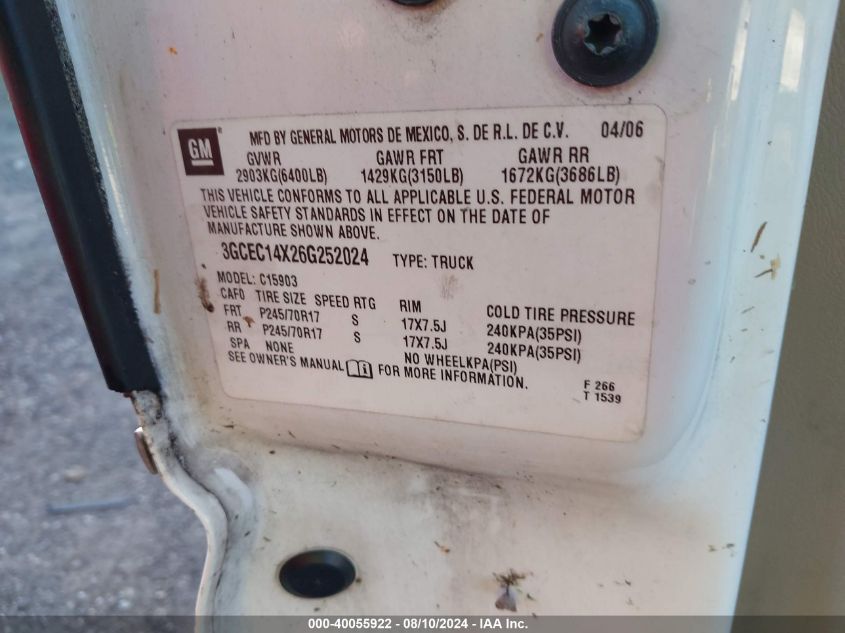 GM
MFD BY GENERAL MOTORS DE MEXICO, S. DE R.L. DE C.V. 04/06
GVWR GAWR FRT GAWR RR
2903KG(6400LB) 1429KG(3150LB) 1672KG(3686LB)
THIS VEHICLE CONFORMS TO ALL APPLICABLE U.S. FEDERAL MOTOR
VEHICLE SAFETY STANDARDS IN EFFECT ON THE DATE OF
MANUFACTURE SHOWN ABOVE.
3GCEC14X26G252024 TYPE: TRUCK
MODEL: C15903
CAF0 TIRE SIZE SPEED RTG RIM COLD TIRE PRESSURE
FRT P245/70R17 S 17X7.5J 240KPA(35PSI)
RR P245/70R17 S 17X7.5J 240KPA(35PSI)
SPA NONE NO WHEELKPA(PSI)
SEE OWNER'S MANUAL FOR MORE INFORMATION.
F 266
T 1539
000-40055922 - 08/10/2024 - IAA Inc.